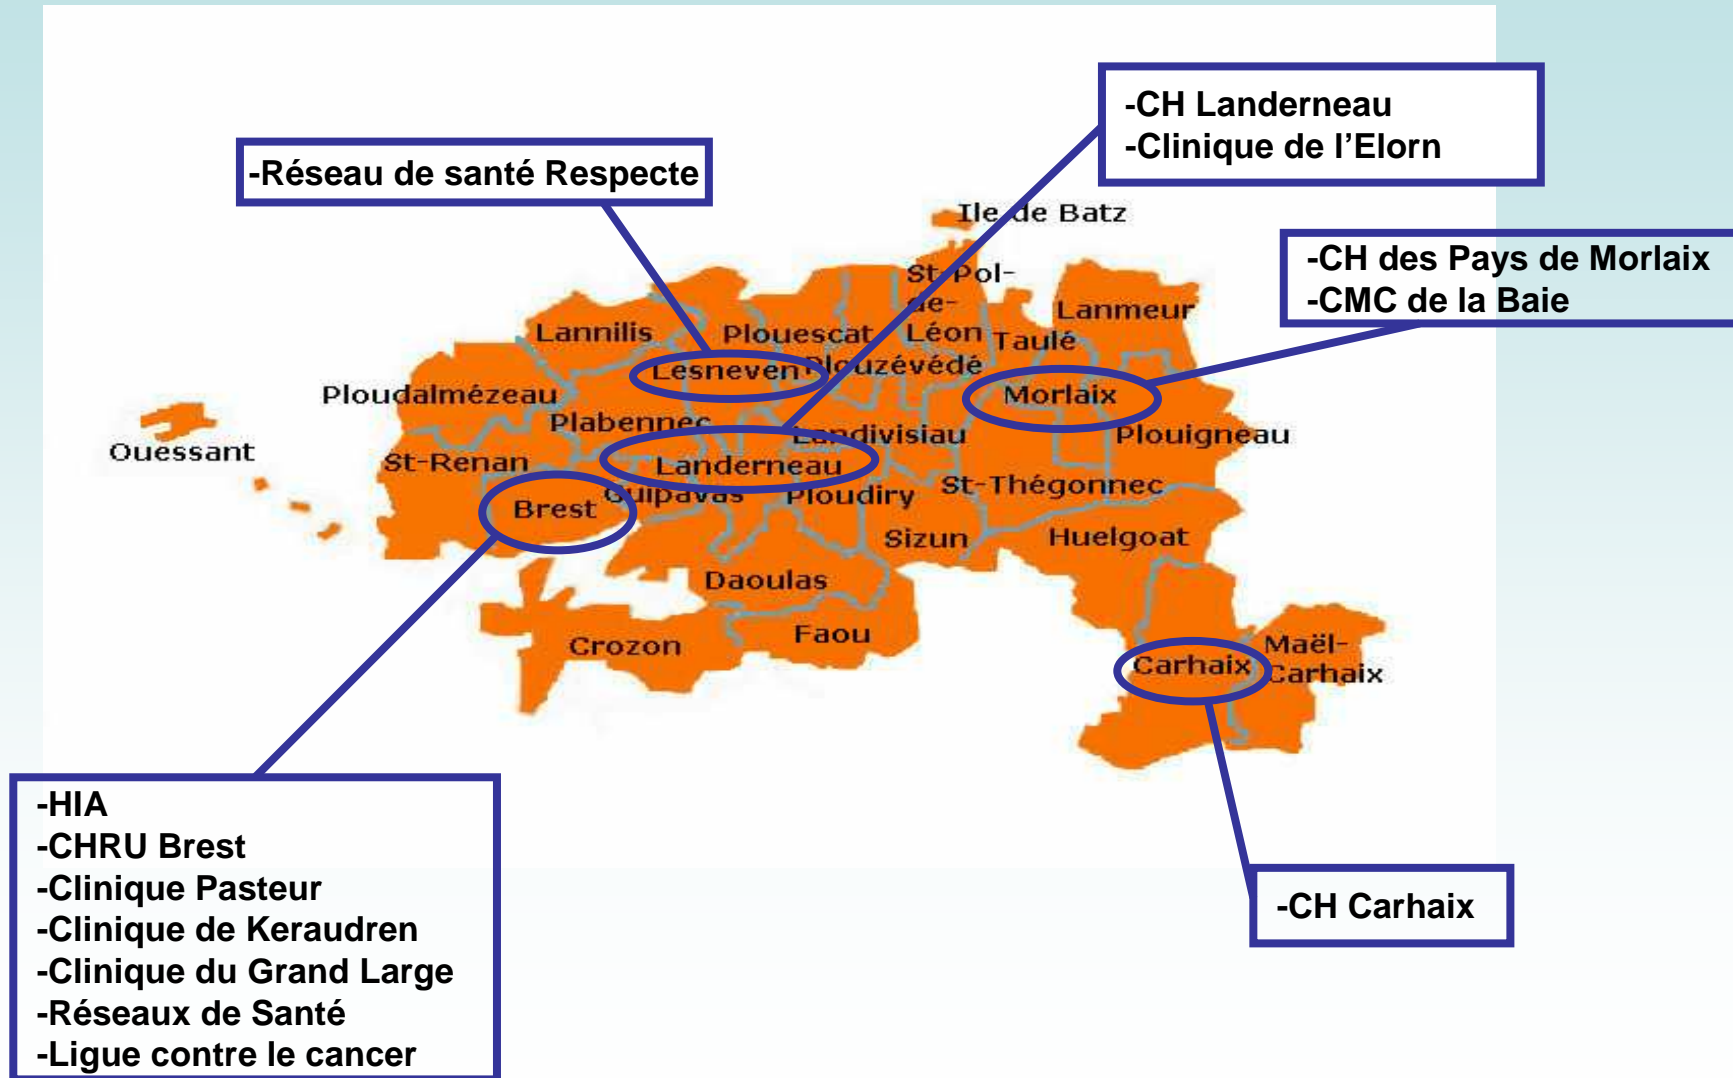 -CH Landerneau
-Clinique de l’Elorn
-Réseau de santé Respecte
Ile de Batz
-CH des Pays de Morlaix
-CMC de la Baie
St-Pol-
de-
Léon
Lanmeur
Lannilis
Plouescat
Taulé
Lesneven
Plouzévédé
Ploudalmézeau
Morlaix
Plabennec
Landivisiau
Plouigneau
Ouessant
St-Renan
Landerneau
Guipavas
Ploudiry
St-Thégonnec
Brest
Sizun
Huelgoat
Daoulas
Crozon
Faou
Carhaix
Maël-
Carhaix
-HIA
-CHRU Brest
-Clinique Pasteur
-Clinique de Keraudren
-Clinique du Grand Large
-Réseaux de Santé
-Ligue contre le cancer
-CH Carhaix